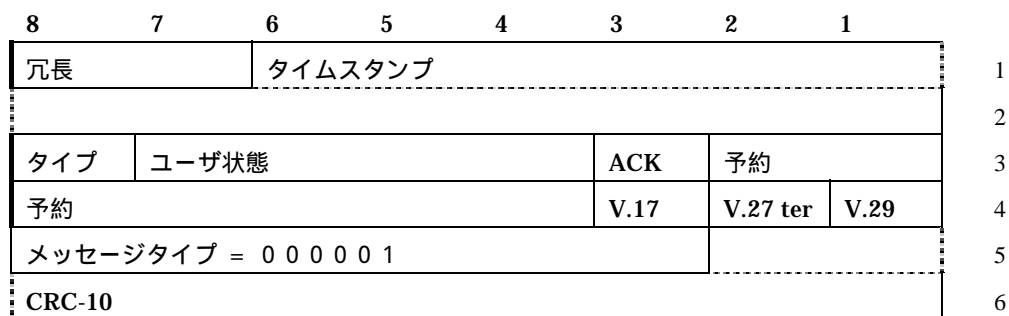 8 7 6 5 4 3 2 1
冗長 タイムスタンプ 1
2
タイプ ユーザ状態 ACK 予約 3
予約 V.17 V.27 ter V.29 4
メッセージタイプ = ０００００１ 5
CRC-10 6